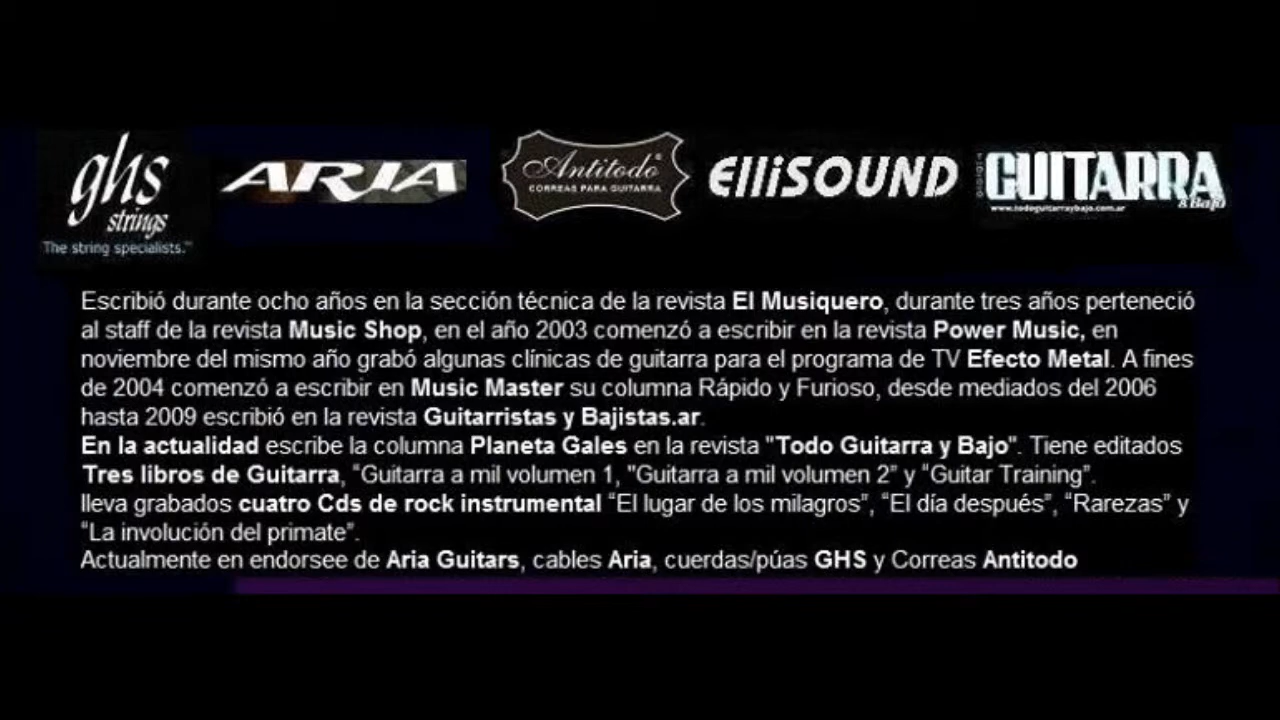 ghs
strings
The string specialists.™
ARIA
Antitodo®
CORREAS PARA GUITARRA
ElliSOUND
GUITARRA
& Bajo
www.todoguitarraybajo.com.ar
Escribió durante ocho años en la sección técnica de la revista El Musiquero, durante tres años perteneció
al staff de la revista Music Shop, en el año 2003 comenzó a escribir en la revista Power Music, en
noviembre del mismo año grabó algunas clínicas de guitarra para el programa de TV Efecto Metal. A fines
de 2004 comenzó a escribir en Music Master su columna Rápido y Furioso, desde mediados del 2006
hasta 2009 escribió en la revista Guitarristas y Bajistas.ar.
En la actualidad escribe la columna Planeta Gales en la revista "Todo Guitarra y Bajo". Tiene editados
Tres libros de Guitarra, “Guitarra a mil volumen 1, "Guitarra a mil volumen 2” y “Guitar Training”.
lleva grabados cuatro Cds de rock instrumental “El lugar de los milagros”, “El día después”, “Rarezas” y
“La involución del primate”.
Actualmente en endorsee de Aria Guitars, cables Aria, cuerdas/púas GHS y Correas Antitodo